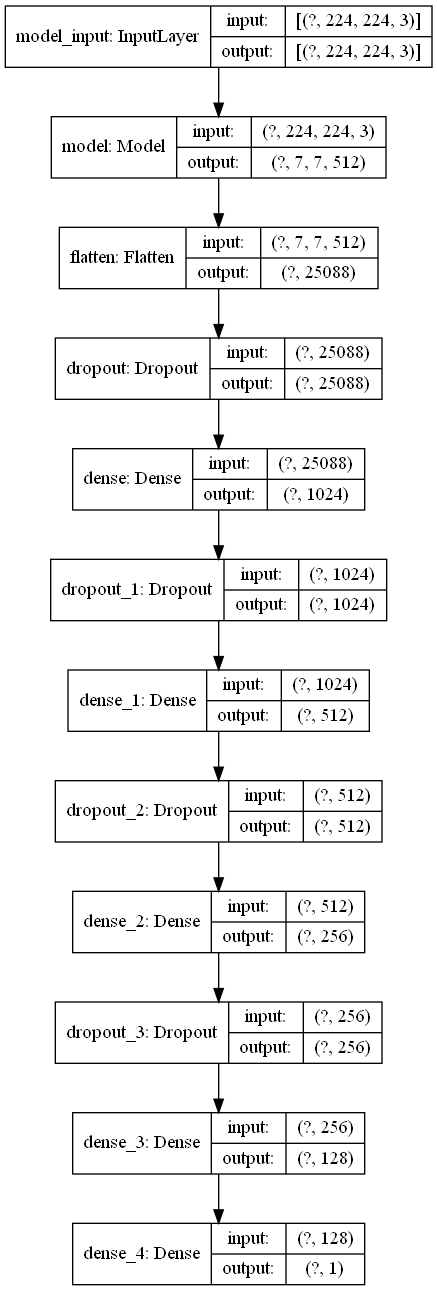 model_input: InputLayer
input: [(?, 224, 224, 3)]
output: [(?, 224, 224, 3)]
model: Model
input: (?, 224, 224, 3)
output: (?, 7, 7, 512)
flatten: Flatten
input: (?, 7, 7, 512)
output: (?, 25088)
dropout: Dropout
input: (?, 25088)
output: (?, 25088)
dense: Dense
input: (?, 25088)
output: (?, 1024)
dropout_1: Dropout
input: (?, 1024)
output: (?, 1024)
dense_1: Dense
input: (?, 1024)
output: (?, 512)
dropout_2: Dropout
input: (?, 512)
output: (?, 512)
dense_2: Dense
input: (?, 512)
output: (?, 256)
dropout_3: Dropout
input: (?, 256)
output: (?, 256)
dense_3: Dense
input: (?, 256)
output: (?, 128)
dense_4: Dense
input: (?, 128)
output: (?, 1)